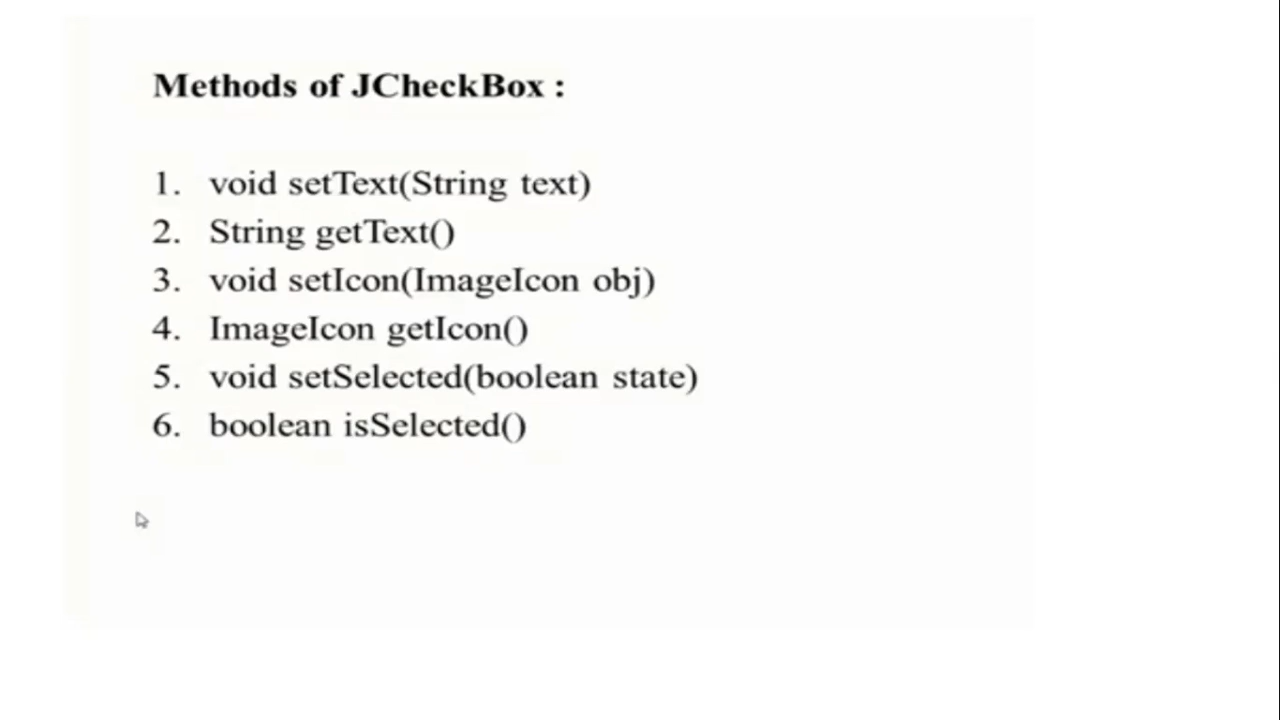 Methods of JCheckBox :
1. void setText(String text)
2. String getText()
3. void setIcon(ImageIcon obj)
4. ImageIcon getIcon()
5. void setSelected(boolean state)
6. boolean isSelected()